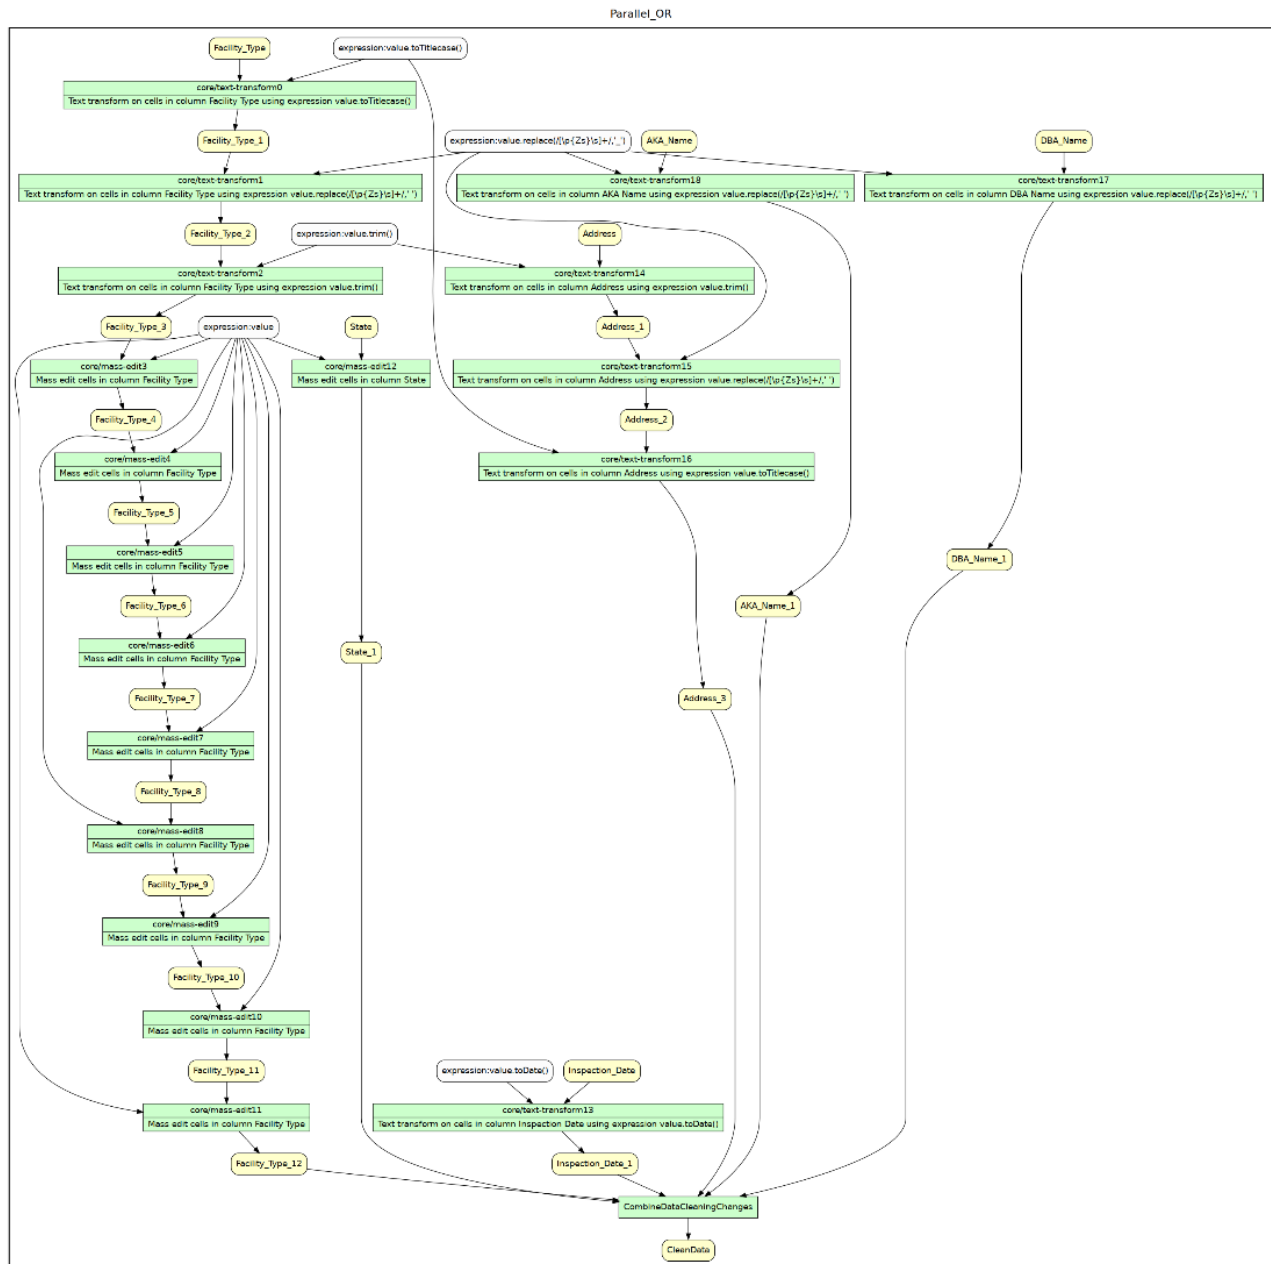 Parallel_OR
Facility_Type
expression:value.toTitlecase()
core/text-transform0
Text transform on cells in column Facility Type using expression value.toTitlecase()
Facility_Type_1
expression:value.replace(/[\p{Zs}\s]+/,'_')
AKA_Name
DBA_Name
core/text-transform1
Text transform on cells in column Facility Type using expression value.replace(/[\p{Zs}\s]+/,' ')
core/text-transform18
Text transform on cells in column AKA Name using expression value.replace(/[\p{Zs}\s]+/,' ')
core/text-transform17
Text transform on cells in column DBA Name using expression value.replace(/[\p{Zs}\s]+/,' ')
Facility_Type_2
expression:value.trim()
Address
core/text-transform2
Text transform on cells in column Facility Type using expression value.trim()
core/text-transform14
Text transform on cells in column Address using expression value.trim()
Facility_Type_3
expression:value
State
Address_1
core/mass-edit3
Mass edit cells in column Facility Type
core/mass-edit12
Mass edit cells in column State
core/text-transform15
Text transform on cells in column Address using expression value.replace(/[\p{Zs}\s]+/,' ')
Facility_Type_4
Address_2
core/mass-edit4
Mass edit cells in column Facility Type
core/text-transform16
Text transform on cells in column Address using expression value.toTitlecase()
Facility_Type_5
core/mass-edit5
Mass edit cells in column Facility Type
DBA_Name_1
Facility_Type_6
AKA_Name_1
core/mass-edit6
Mass edit cells in column Facility Type
State_1
Facility_Type_7
Address_3
core/mass-edit7
Mass edit cells in column Facility Type
Facility_Type_8
core/mass-edit8
Mass edit cells in column Facility Type
Facility_Type_9
core/mass-edit9
Mass edit cells in column Facility Type
Facility_Type_10
core/mass-edit10
Mass edit cells in column Facility Type
Facility_Type_11
expression:value.toDate()
Inspection_Date
core/mass-edit11
Mass edit cells in column Facility Type
core/text-transform13
Text transform on cells in column Inspection Date using expression value.toDate()
Facility_Type_12
Inspection_Date_1
CombineDataCleaningChanges
CleanData